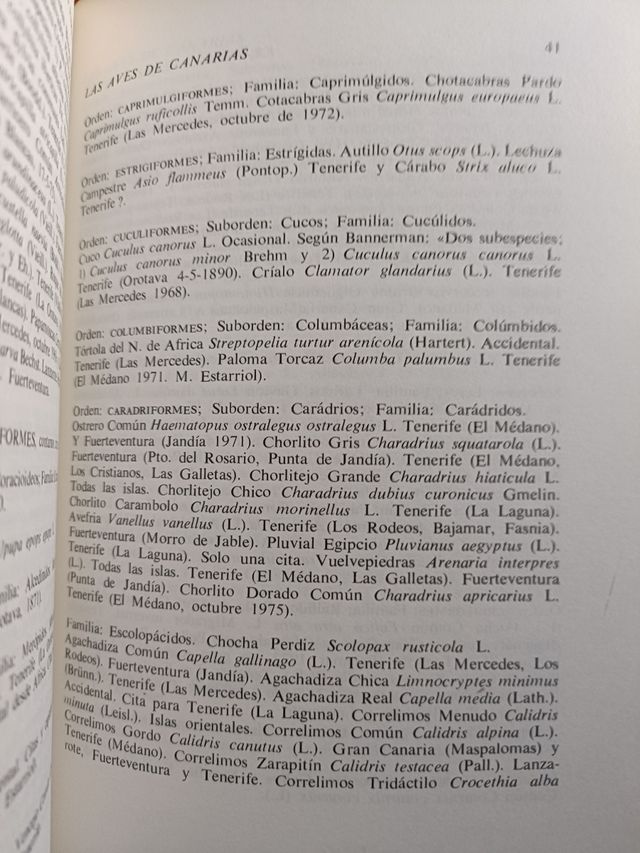 LAS AVES DE CANARIAS 41
Orden: CAPRIMULGIFORMES; Familia: Caprimúlgidos. Chotacabras Pardo
Caprimulgus ruficollis Temm. Cotacabras Gris Caprimulgus europaeus L.
Tenerife (Las Mercedes, octubre de 1972).
Orden: ESTRIGIFORMES; Familia: Estrígidas. Autillo Otus scops (L.). Lechuza
Campestre Asio flammeus (Pontop.) Tenerife y Cárabo Strix aluco L.
Tenerife ?.
Orden: CUCULIFORMES; Suborden: Cucos; Familia: Cucúlidos.
Cuco Cuculus canorus L. Ocasional. Según Bannerman: «Dos subespecies;
1) Cuculus canorus minor Brehm y 2) Cuculus canorus canorus L.
Tenerife (Orotava 4-5-1890). Críalo Clamator glandarius (L.). Tenerife
(Las Mercedes 1968).
Orden: COLUMBIFORMES; Suborden: Columbáceas; Familia: Colúmbidos.
Tórtola del N. de Africa Streptopelia turtur arenícola (Hartert). Accidental.
Tenerife (Las Mercedes). Paloma Torcaz Columba palumbus L. Tenerife
(El Médano 1971. M. Estarriol).
Orden: CARADRIFORMES; Suborden: Carádrios; Familia: Carádridos.
Ostrero Común Haematopus ostralegus ostralegus L. Tenerife (El Médano).
Y Fuerteventura (Jandía 1971). Chorlito Gris Charadrius squatarola (L.).
Fuerteventura (Pto. del Rosario, Punta de Jandía). Tenerife (El Médano,
Los Cristianos, Las Galletas). Chorlitejo Grande Charadrius hiaticula L.
Todas las islas. Chorlitejo Chico Charadrius dubius curonicus Gmelin.
Chorlito Carambolo Charadrius morinellus L. Tenerife (La Laguna).
Avefría Vanellus vanellus (L.). Tenerife (Los Rodeos, Bajamar, Fasnia).
Fuerteventura (Morro de Jable). Pluvial Egipcio Pluvianus aegyptus (L.).
Tenerife (La Laguna). Solo una cita. Vuelvepiedras Arenaria interpres
(L.). Todas las islas. Tenerife (El Médano, Las Galletas). Fuerteventura
(Punta de Jandía). Chorlito Dorado Común Charadrius apricarius L.
Tenerife (El Médano, octubre 1975).
Familia: Escolopácidos. Chocha Perdiz Scolopax rusticola L.
Agachadiza Común Capella gallinago (L.). Tenerife (Las Mercedes, Los
Rodeos). Fuerteventura (Jandía). Agachadiza Chica Limnocryptes minimus
(Brünn.). Tenerife (Las Mercedes). Agachadiza Real Capella média (Lath.).
Accidental. Cita para Tenerife (La Laguna). Correlimos Menudo Calidris
minuta (Leisl.). Islas orientales. Correlimos Común Calidris alpina (L.).
Correlimos Gordo Calidris canutus (L.). Gran Canaria (Maspalomas) y
Tenerife (Médano). Correlimos Zarapitín Calidris testacea (Pall.). Lanza-
rote, Fuerteventura y Tenerife. Correlimos Tridáctilo Crocethia alba